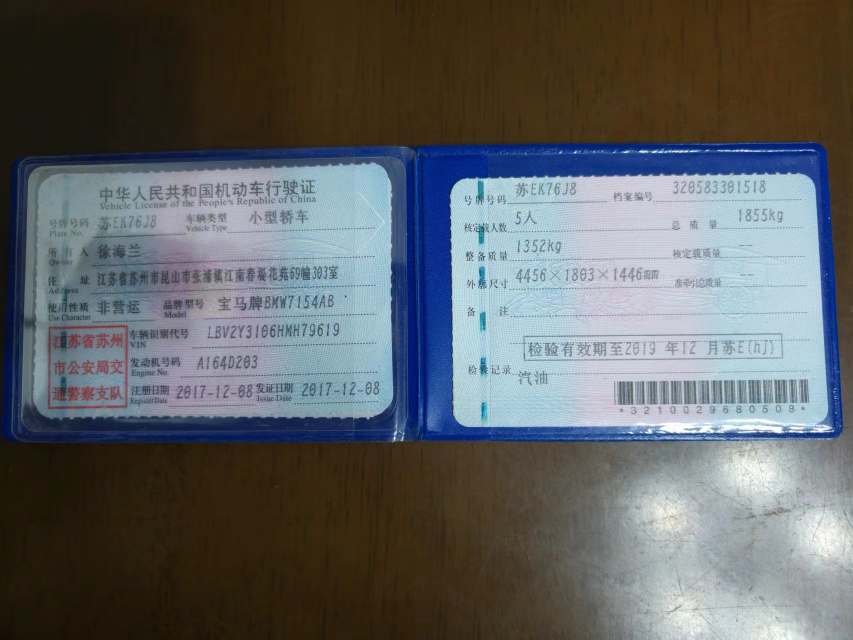 中华人民共和国机动车行驶证
Vehicle License of the People's Republic of China
号牌号码 苏EK76J8 车辆类型 小型轿车
Plate No. Vehicle Type
所有人 徐海兰
Owner
住址 江苏省苏州市昆山市张浦镇江南春堤花苑69幢303室
Address
使用性质 非营运 品牌型号 宝马牌BMW7154AB
Use Character Model
江苏省苏州
市公安局交
通警察支队
车辆识别代号 LBV2Y3106HMH79619
VIN
发动机号码 A164D203
Engine No.
注册日期 2017-12-08 发证日期 2017-12-08
Register Date Issue Date
号牌号码 苏EK76J8 档案编号 320583301518
核定载人数 5人 总质量 1855kg
整备质量 1352kg 核定载质量 --
外廓尺寸 4456×1803×1446 准牵引总质量 --
备注
检验有效期至2019 年12 月苏E(hJ)
检验记录
汽油
*3210029680508*